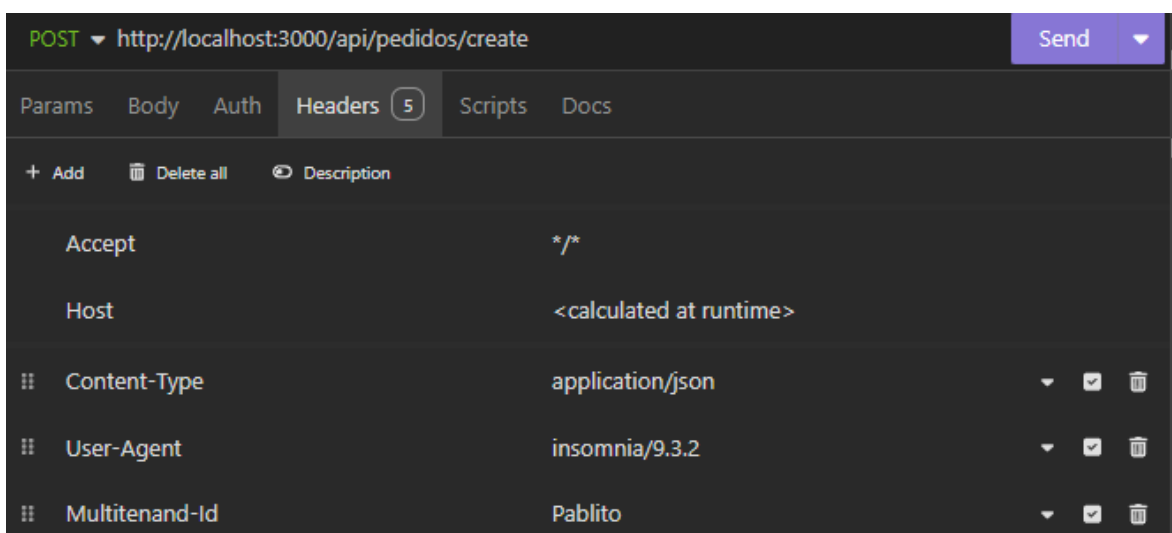 POST http://localhost:3000/api/pedidos/create Send
Params Body Auth Headers 5 Scripts Docs
+ Add Delete all Description
Accept */*
Host <calculated at runtime>
Content-Type application/json
User-Agent insomnia/9.3.2
Multitenand-Id Pablito